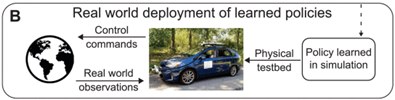 B
Real world deployment of learned policies
Control
commands
Real world
observations
Physical
testbed
Policy learned
in simulation